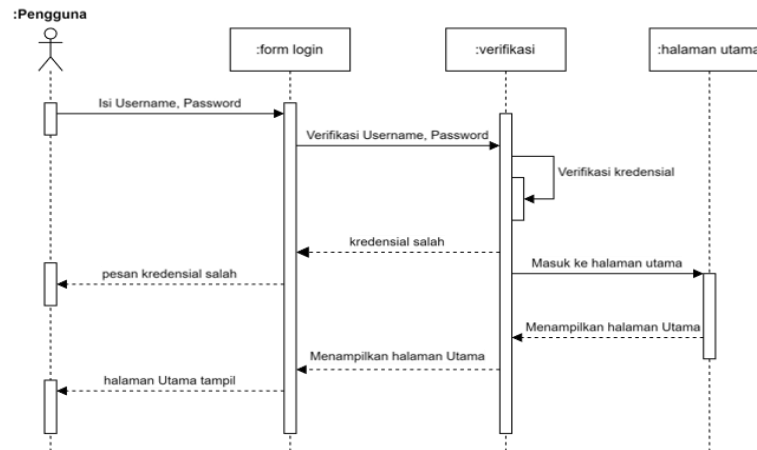 :Pengguna
:form login
:verifikasi
:halaman utama
Isi Username, Password
Verifikasi Username, Password
Verifikasi kredensial
kredensial salah
Masuk ke halaman utama
pesan kredensial salah
Menampilkan halaman Utama
Menampilkan halaman Utama
halaman Utama tampil